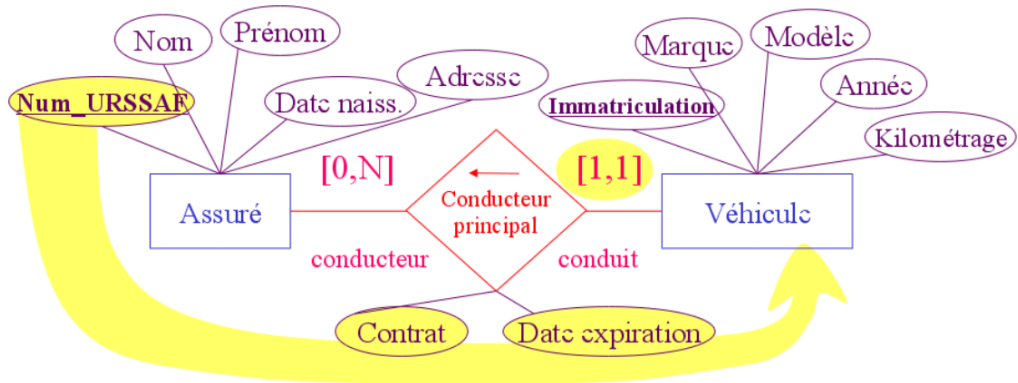 Nom
Prénom
Adresse
Num_URSSAF
Date naiss.
Marque
Modèle
Année
Immatriculation
Kilométrage
[0,N]
[1,1]
Assuré
Conducteur
principal
Véhicule
conducteur
conduit
Contrat
Date expiration